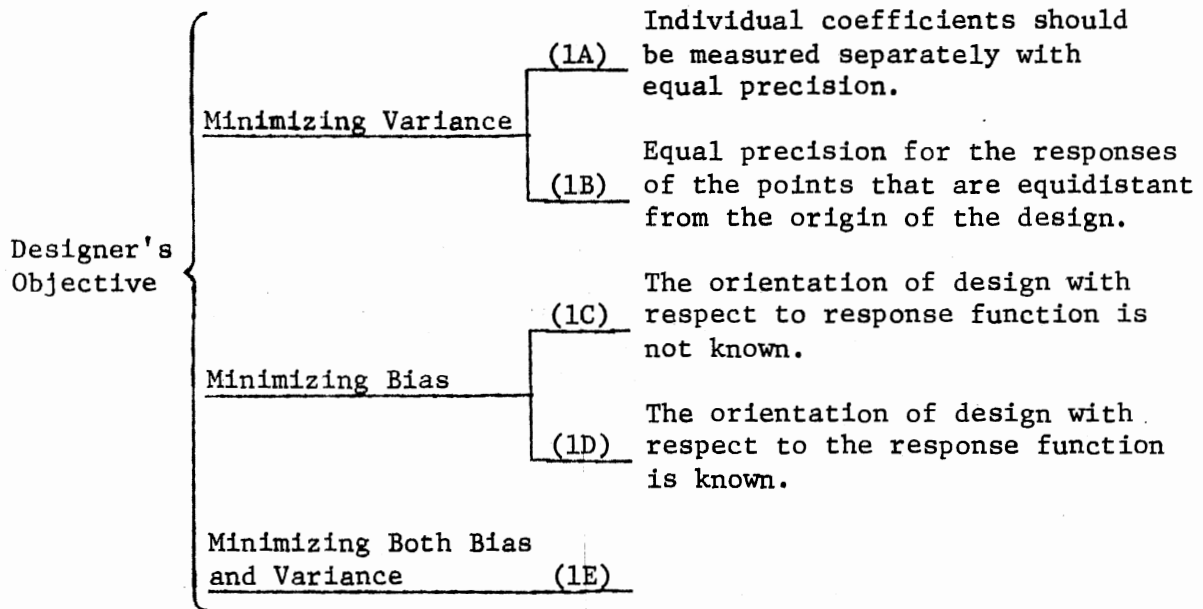 Designer's
Objective
Minimizing Variance
(1A)
Individual coefficients should
be measured separately with
equal precision.
(1B)
Equal precision for the responses
of the points that are equidistant
from the origin of the design.
Minimizing Bias
(1C)
The orientation of design with
respect to response function is
not known.
(1D)
The orientation of design with
respect to the response function
is known.
Minimizing Both Bias
and Variance (1E)